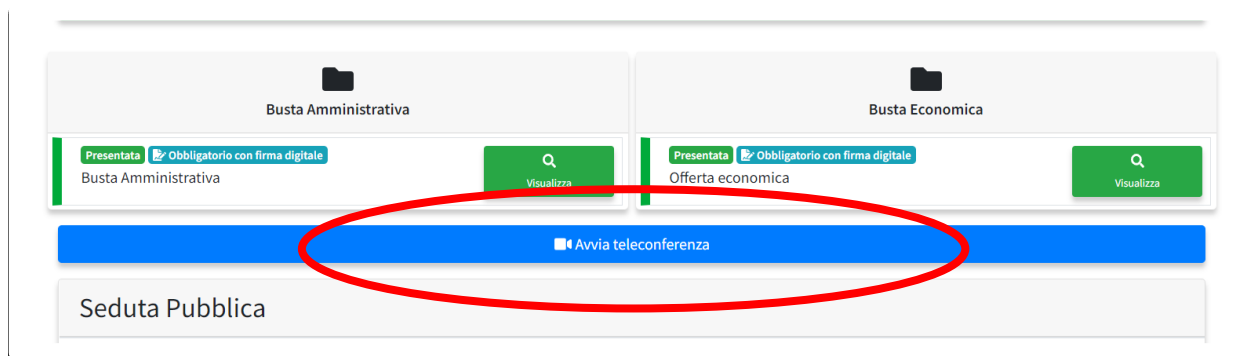 Busta Amministrativa
Presentata Obbligatorio con firma digitale
Busta Amministrativa
Visualizza
Busta Economica
Presentata Obbligatorio con firma digitale
Offerta economica
Visualizza
Avvia teleconferenza
Seduta Pubblica